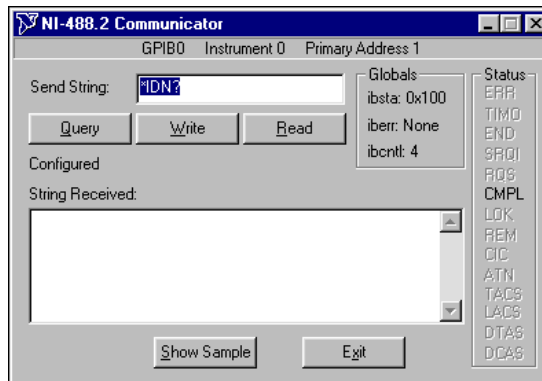 NI-488.2 Communicator
GPIB0 Instrument 0 Primary Address 1
Send String:
*IDN?
Query Write Read
Configured
String Received:
Globals
ibsta: 0x100
iberr: None
ibcntl: 4
Status
ERR
TIMO
END
SRQI
RQS
CMPL
LOK
REM
CIC
ATN
TACS
LACS
DTAS
DCAS
Show Sample Exit